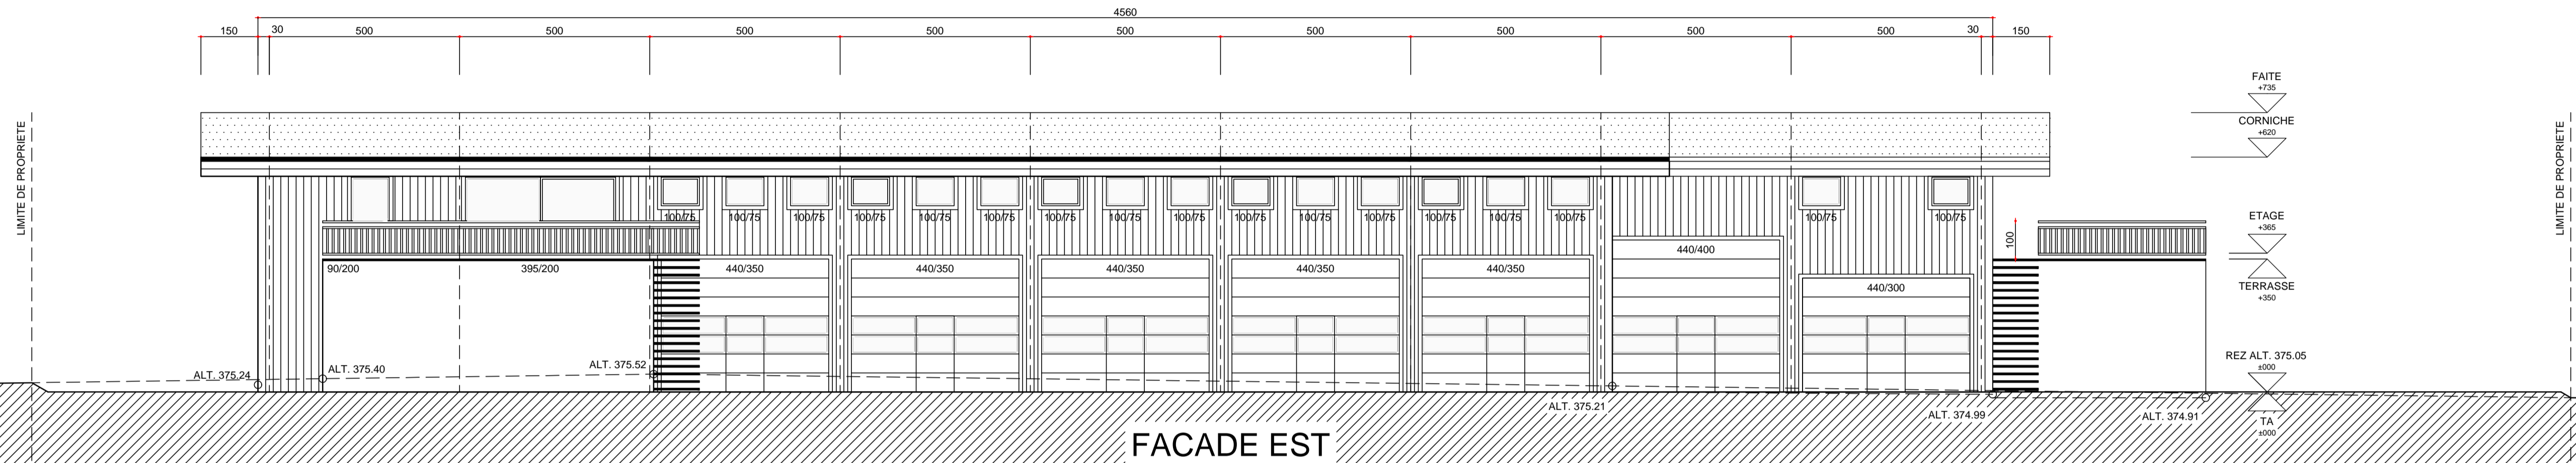 4560
150 30 500 500 500 500 500 500 500 500 500 30 150
FAITE
+735
CORNICHE
+620
LIMITE DE PROPRIETE
LIMITE DE PROPRIETE
100/75 100/75 100/75 100/75 100/75 100/75 100/75 100/75 100/75 100/75 100/75 100/75 100/75 100/75 100/75 100/75 100/75
ETAGE
+365
100
440/400
90/200 395/200 440/350 440/350 440/350 440/350 440/350
440/300
TERRASSE
+350
REZ ALT. 375.05
±000
ALT. 375.24
ALT. 375.40
ALT. 375.52
ALT. 375.21
ALT. 374.99
ALT. 374.91
TA
±000
FACADE EST